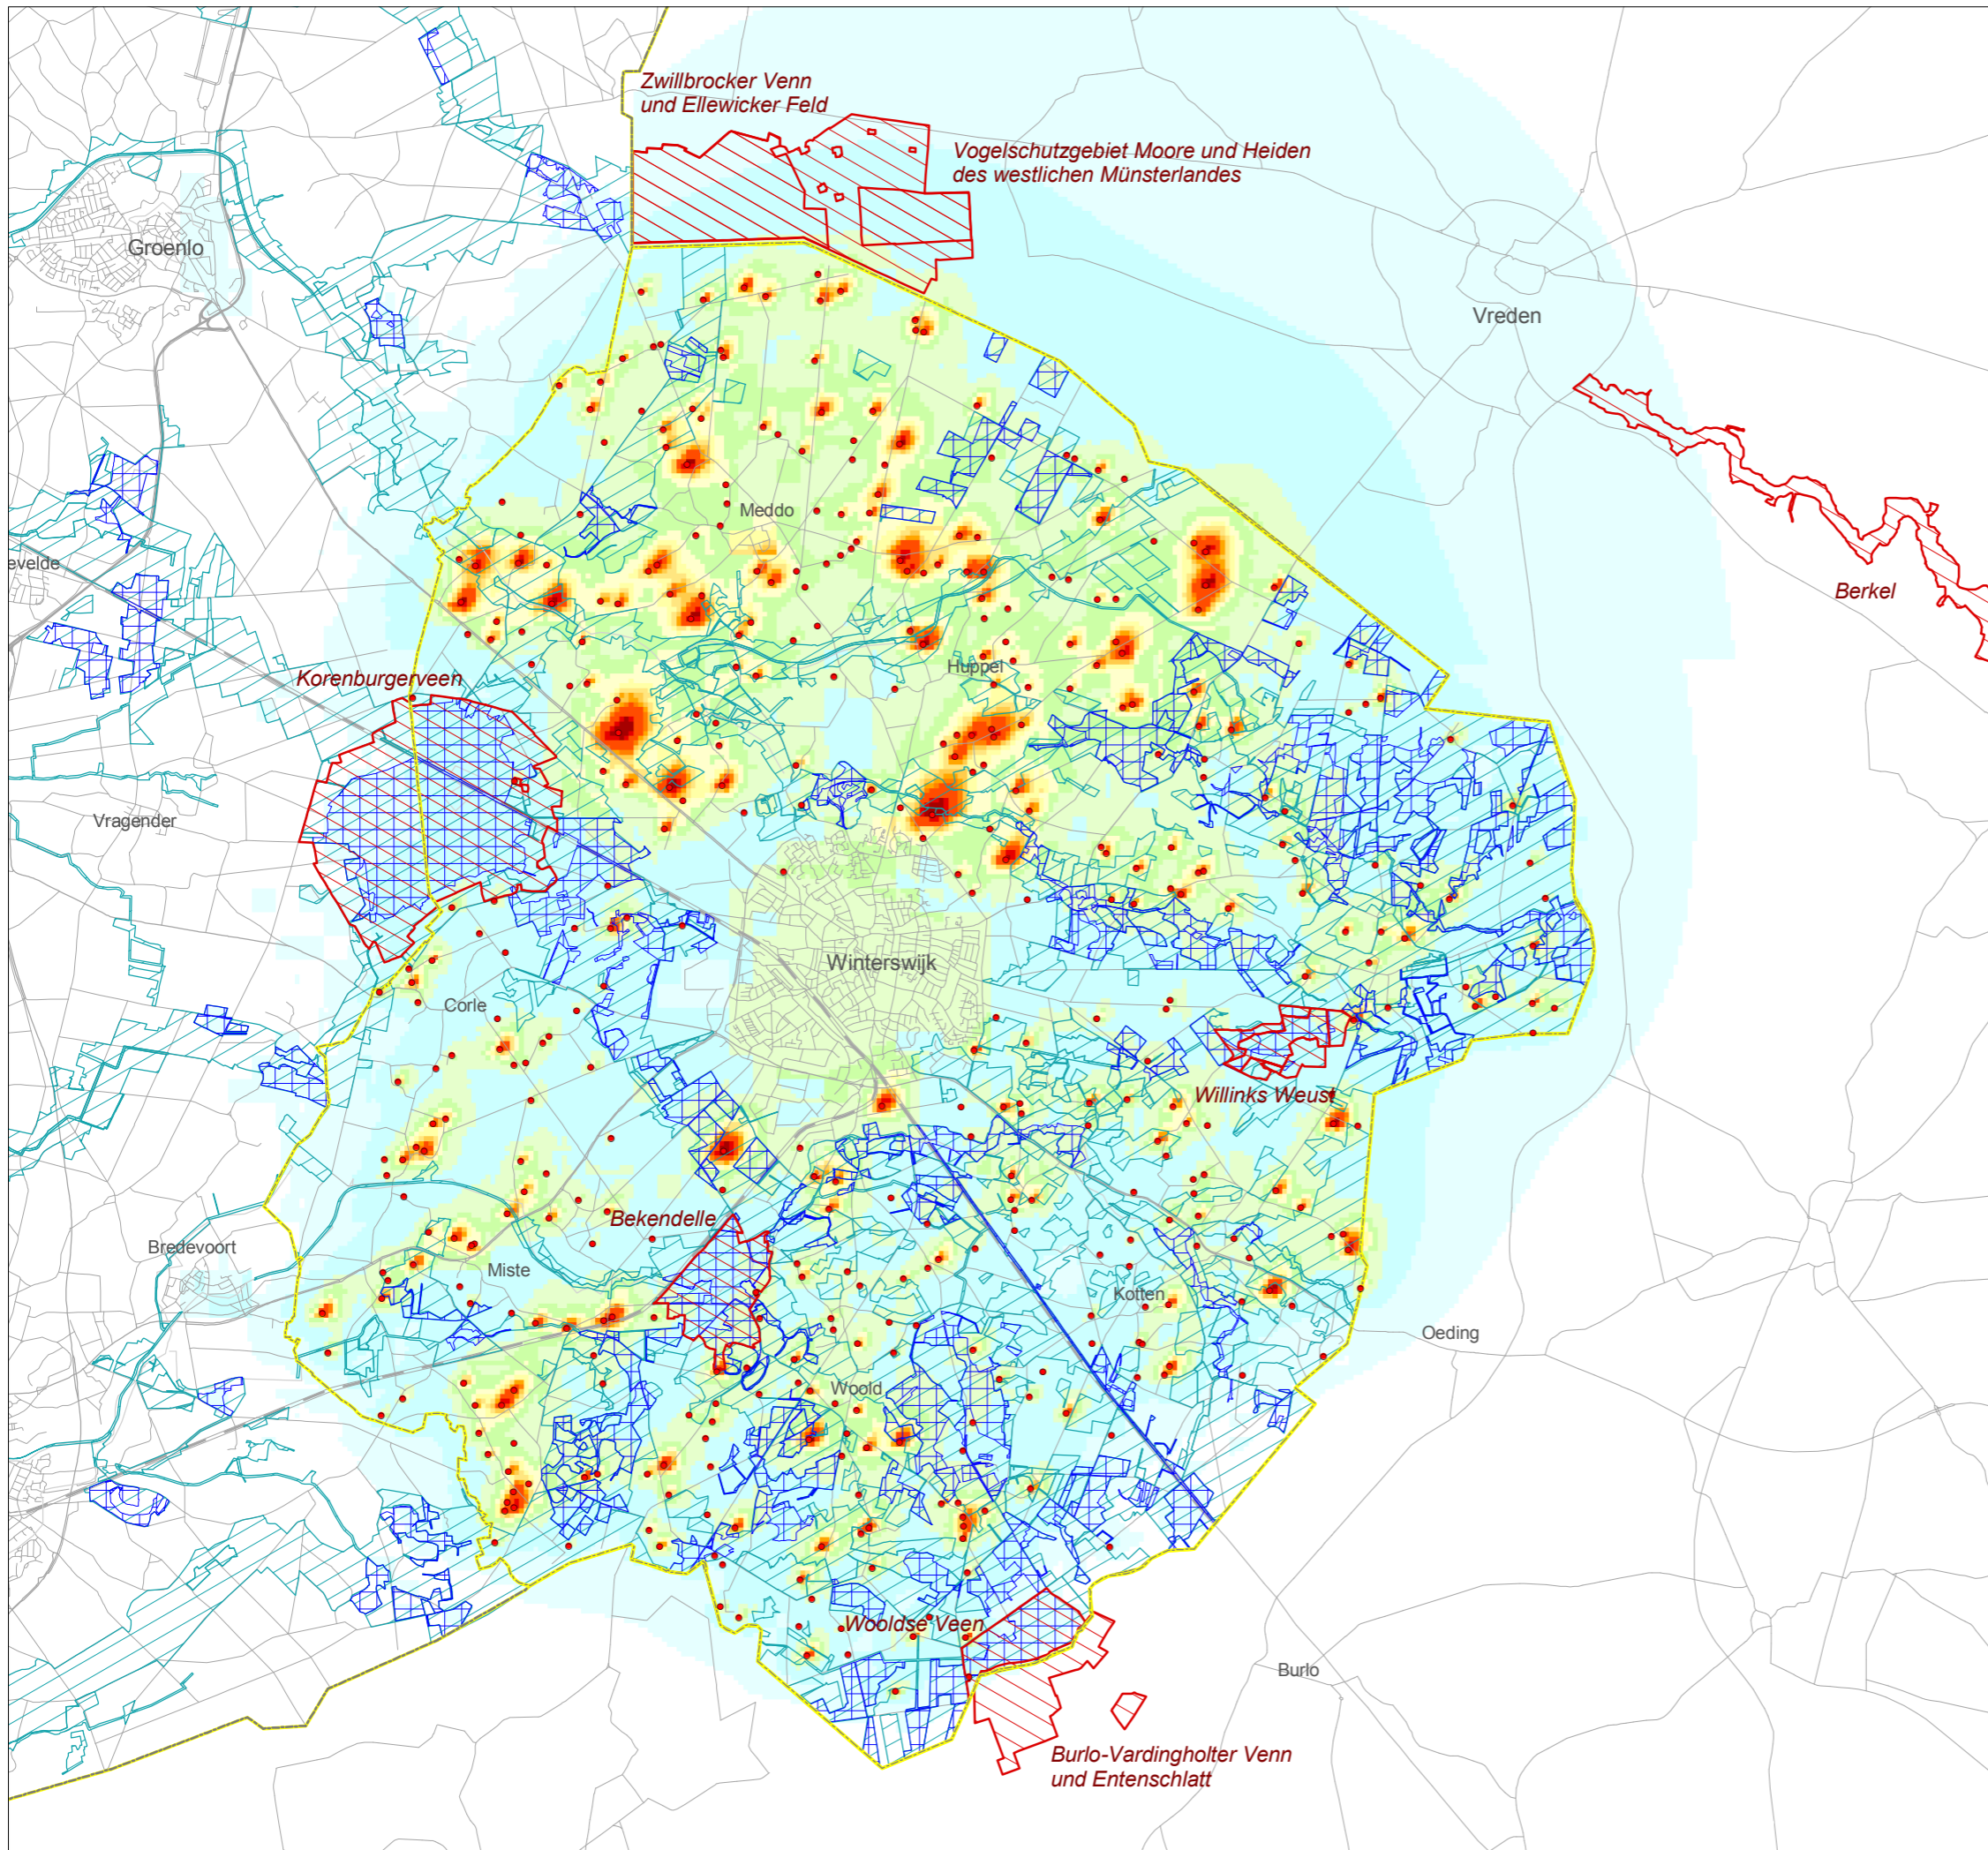 Zwillbrocker Venn
und Ellewicker Feld
Vogelschutzgebiet Moore und Heiden
des westlichen Münsterlandes
Groenlo
Vreden
Meddo
evelde
Berkel
Huppel
Korenburgerveen
Vragender
Winterswijk
Corle
Willinks Weust
Bekendelle
Bredevoort
Miste
Kotten
Oeding
Woold
Wooldse Veen
Burlo
Burlo-Vardingholter Venn
und Entenschlatt